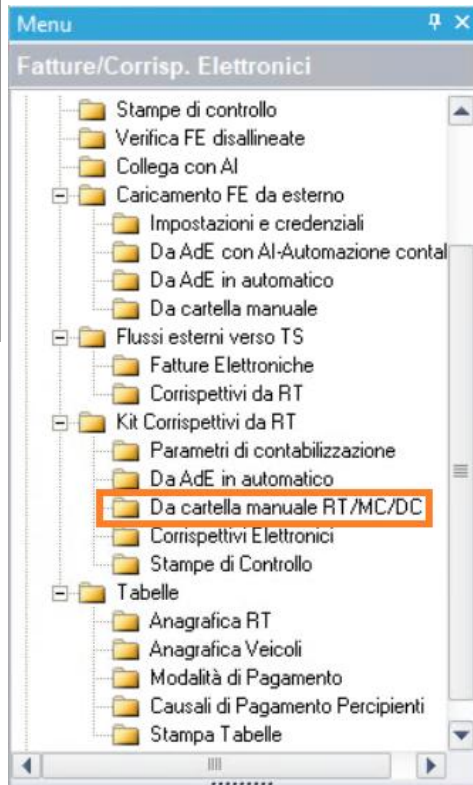 Menu
Fatture/Corrisp. Elettronici
Stampe di controllo
Verifica FE disallineate
Collega con AI
Caricamento FE da esterno
Impostazioni e credenziali
Da AdE con AI-Automazione contal
Da AdE in automatico
Da cartella manuale
Flussi esterni verso TS
Fatture Elettroniche
Corrispettivi da RT
Kit Corrispettivi da RT
Parametri di contabilizzazione
Da AdE in automatico
Da cartella manuale RT/MC/DC
Corrispettivi Elettronici
Stampe di Controllo
Tabelle
Anagrafica RT
Anagrafica Veicoli
Modalità di Pagamento
Causali di Pagamento Percipienti
Stampa Tabelle